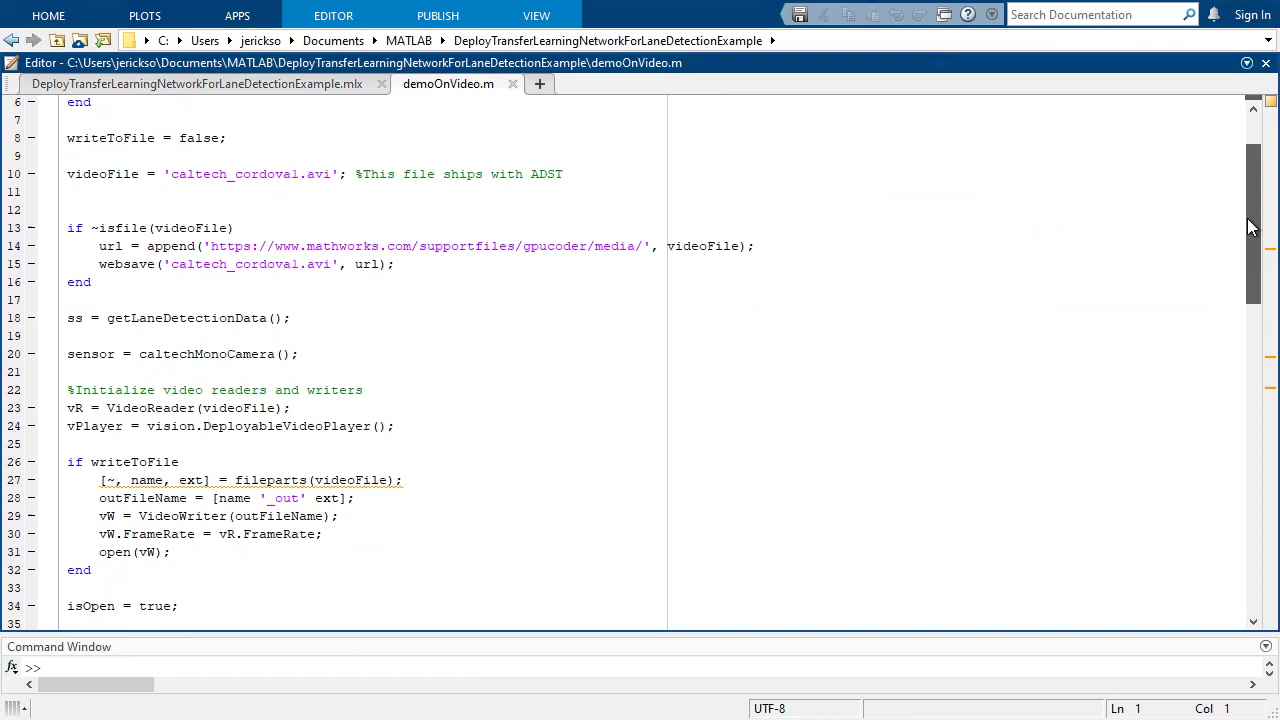 HOME PLOTS APPS EDITOR PUBLISH VIEW Search Documentation Sign In
C: Users jerickso Documents MATLAB DeployTransferLearningNetworkForLaneDetectionExample
Editor - C:\Users\jerickso\Documents\MATLAB\DeployTransferLearningNetworkForLaneDetectionExample\demoOnVideo.m
DeployTransferLearningNetworkForLaneDetectionExample.mlx demoOnVideo.m
6 end
7
8 writeToFile = false;
9
10 videoFile = 'caltech_cordova1.avi'; %This file ships with ADST
11
12
13 if ~isfile(videoFile)
14 url = append('https://www.mathworks.com/supportfiles/gpucoder/media/', videoFile);
15 websave('caltech_cordova1.avi', url);
16 end
17
18 ss = getLaneDetectionData();
19
20 sensor = caltechMonoCamera();
21
22 %Initialize video readers and writers
23 vR = VideoReader(videoFile);
24 vPlayer = vision.DeployableVideoPlayer();
25
26 if writeToFile
27 [~, name, ext] = fileparts(videoFile);
28 outFileName = [name '_out' ext];
29 vW = VideoWriter(outFileName);
30 vW.FrameRate = vR.FrameRate;
31 open(vW);
32 end
33
34 isOpen = true;
35
Command Window
fx >>
UTF-8 Ln 1 Col 1